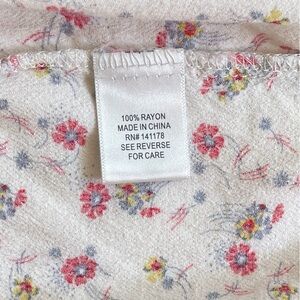 100% RAYON
MADE IN CHINA
RN# 141178
SEE REVERSE
FOR CARE